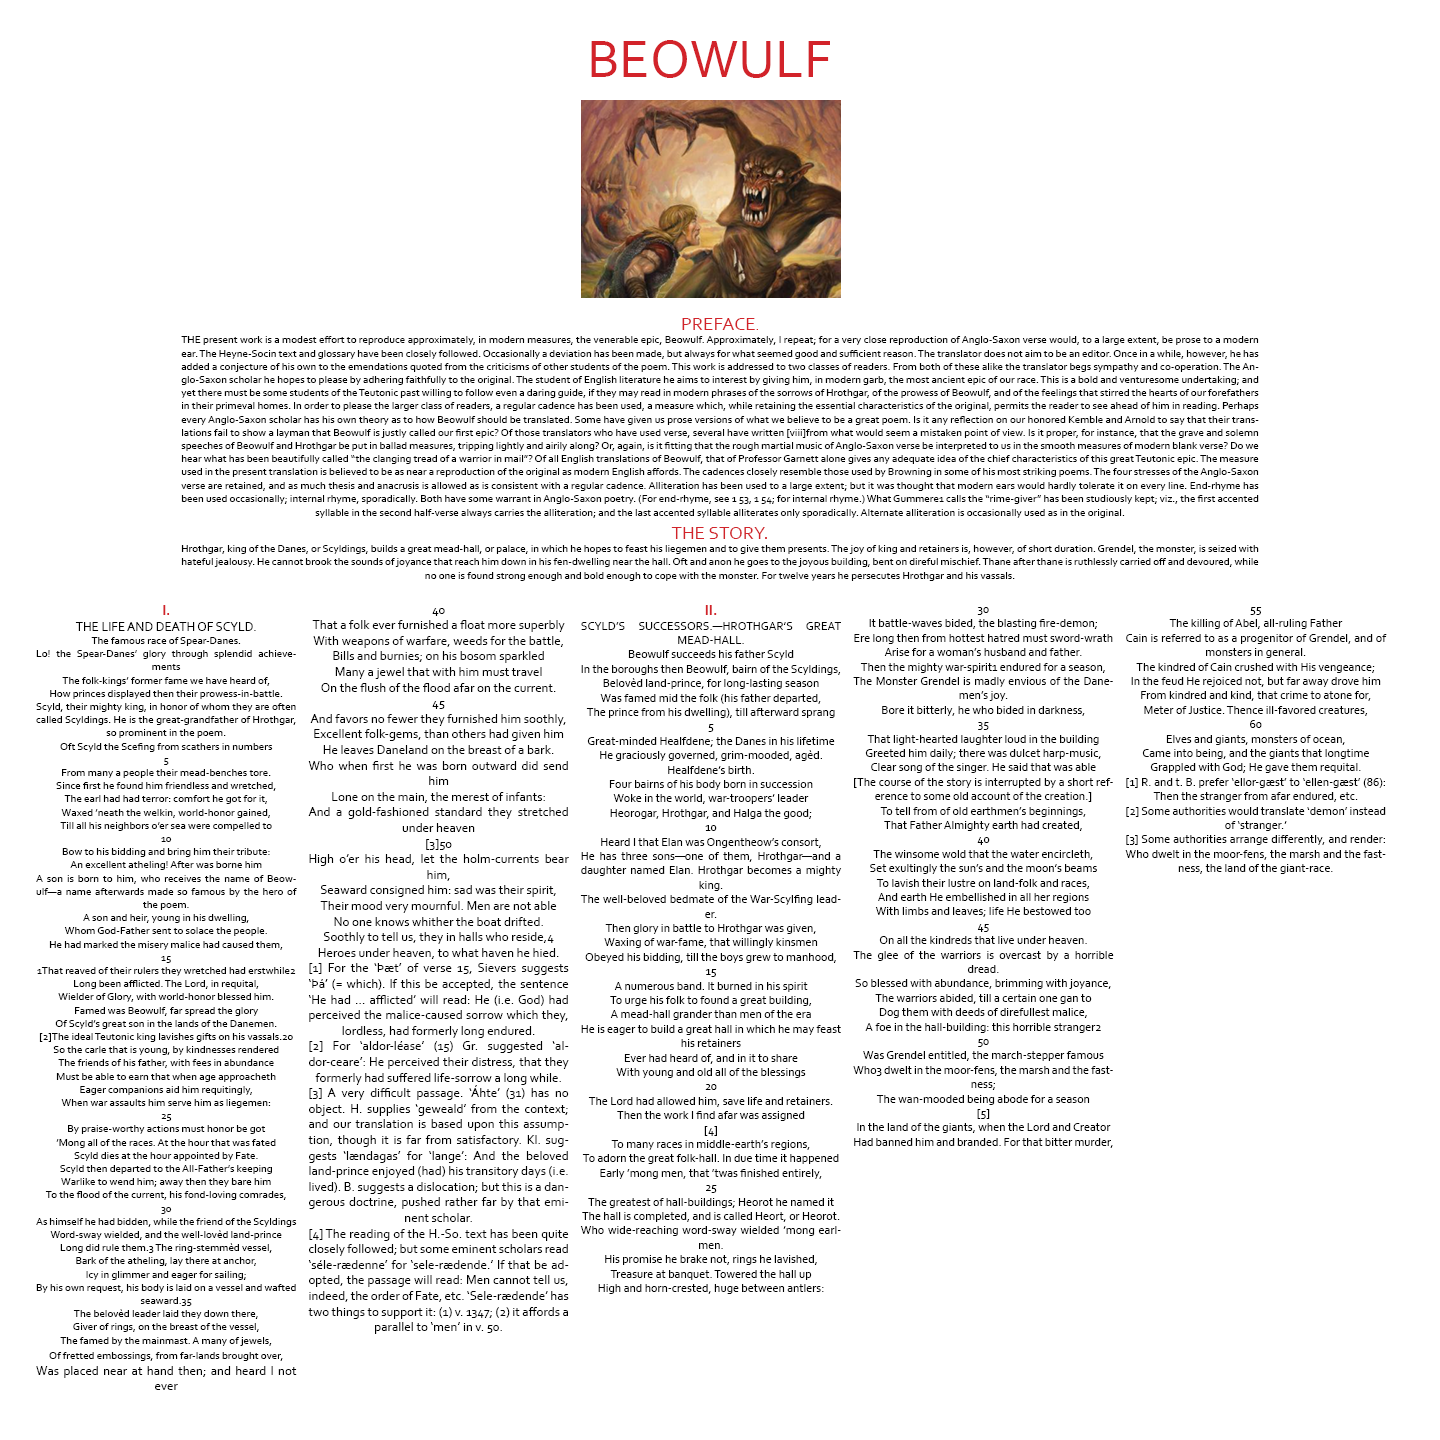 BEOWULF
PREFACE.
THE present work is a modest effort to reproduce approximately, in modern measures, the venerable epic, Beowulf. Approximately, I repeat; for a very close reproduction of Anglo-Saxon verse would, to a large extent, be prose to a modern
ear. The Heyne-Socin text and glossary have been closely followed. Occasionally a deviation has been made, but always for what seemed good and sufficient reason. The translator does not aim to be an editor. Once in a while, however, he has
added a conjecture of his own to the emendations quoted from the criticisms of other students of the poem. This work is addressed to two classes of readers. From both of these alike the translator begs sympathy and co-operation. The An-
glo-Saxon scholar he hopes to please by adhering faithfully to the original. The student of English literature he aims to interest by giving him, in modern garb, the most ancient epic of our race. This is a bold and venturesome undertaking; and
yet there must be some students of the Teutonic past willing to follow even a daring guide, if they may read in modern phrases of the sorrows of Hrothgar, of the prowess of Beowulf, and of the feelings that stirred the hearts of our forefathers
in their primeval homes. In order to please the larger class of readers, a regular cadence has been used, a measure which, while retaining the essential characteristics of the original, permits the reader to see ahead of him in reading. Perhaps
every Anglo-Saxon scholar has his own theory as to how Beowulf should be translated. Some have given us prose versions of what we believe to be a great poem. Is it any reflection on our honored Kemble and Arnold to say that their trans-
lations fail to show a layman that Beowulf is justly called our first epic? Of those translators who have used verse, several have written [viii]from what would seem a mistaken point of view. Is it proper, for instance, that the grave and solemn
speeches of Beowulf and Hrothgar be put in ballad measures, tripping lightly and airily along? Or, again, is it fitting that the rough martial music of Anglo-Saxon verse be interpreted to us in the smooth measures of modern blank verse? Do we
hear what has been beautifully called “the clanging tread of a warrior in mail”? Of all English translations of Beowulf, that of Professor Garnett alone gives any adequate idea of the chief characteristics of this great Teutonic epic. The measure
used in the present translation is believed to be as near a reproduction of the original as modern English affords. The cadences closely resemble those used by Browning in some of his most striking poems. The four stresses of the Anglo-Saxon
verse are retained, and as much thesis and anacrusis is allowed as is consistent with a regular cadence. Alliteration has been used to a large extent; but it was thought that modern ears would hardly tolerate it on every line. End-rhyme has
been used occasionally; internal rhyme, sporadically. Both have some warrant in Anglo-Saxon poetry. (For end-rhyme, see 1 53, 1 54; for internal rhyme.) What Gummere1 calls the “rime-giver” has been studiously kept; viz., the first accented
syllable in the second half-verse always carries the alliteration; and the last accented syllable alliterates only sporadically. Alternate alliteration is occasionally used as in the original.
THE STORY.
Hrothgar, king of the Danes, or Scyldings, builds a great mead-hall, or palace, in which he hopes to feast his liegemen and to give them presents. The joy of king and retainers is, however, of short duration. Grendel, the monster, is seized with
hateful jealousy. He cannot brook the sounds of joyance that reach him down in his fen-dwelling near the hall. Oft and anon he goes to the joyous building, bent on direful mischief. Thane after thane is ruthlessly carried off and devoured, while
no one is found strong enough and bold enough to cope with the monster. For twelve years he persecutes Hrothgar and his vassals.
I.
THE LIFE AND DEATH OF SCYLD.
The famous race of Spear-Danes.
Lo! the Spear-Danes’ glory through splendid achieve-
ments
The folk-kings’ former fame we have heard of,
How princes displayed then their prowess-in-battle.
Scyld, their mighty king, in honor of whom they are often
called Scyldings. He is the great-grandfather of Hrothgar,
so prominent in the poem.
Oft Scyld the Scefing from scathers in numbers
5
From many a people their mead-benches tore.
Since first he found him friendless and wretched,
The earl had had terror: comfort he got for it,
Waxed ’neath the welkin, world-honor gained,
Till all his neighbors o’er sea were compelled to
10
Bow to his bidding and bring him their tribute:
An excellent atheling! After was borne him
A son is born to him, who receives the name of Beow-
ulf—a name afterwards made so famous by the hero of
the poem.
A son and heir, young in his dwelling,
Whom God-Father sent to solace the people.
He had marked the misery malice had caused them,
15
1That reaved of their rulers they wretched had erstwhile2
Long been afflicted. The Lord, in requital,
Wielder of Glory, with world-honor blessed him.
Famed was Beowulf, far spread the glory
Of Scyld’s great son in the lands of the Danemen.
[2]The ideal Teutonic king lavishes gifts on his vassals.20
So the carle that is young, by kindnesses rendered
The friends of his father, with fees in abundance
Must be able to earn that when age approacheth
Eager companions aid him requitingly,
When war assaults him serve him as liegemen:
25
By praise-worthy actions must honor be got
’Mong all of the races. At the hour that was fated
Scyld dies at the hour appointed by Fate.
Scyld then departed to the All-Father’s keeping
Warlike to wend him; away then they bare him
To the flood of the current, his fond-loving comrades,
30
As himself he had bidden, while the friend of the Scyldings
Word-sway wielded, and the well-lovèd land-prince
Long did rule them.3 The ring-stemmèd vessel,
Bark of the atheling, lay there at anchor,
Icy in glimmer and eager for sailing;
By his own request, his body is laid on a vessel and wafted
seaward.35
The belovèd leader laid they down there,
Giver of rings, on the breast of the vessel,
The famed by the mainmast. A many of jewels,
Of fretted embossings, from far-lands brought over,
Was placed near at hand then; and heard I not
ever
40
That a folk ever furnished a float more superbly
With weapons of warfare, weeds for the battle,
Bills and burnies; on his bosom sparkled
Many a jewel that with him must travel
On the flush of the flood afar on the current.
45
And favors no fewer they furnished him soothly,
Excellent folk-gems, than others had given him
He leaves Daneland on the breast of a bark.
Who when first he was born outward did send
him
Lone on the main, the merest of infants:
And a gold-fashioned standard they stretched
under heaven
[3]50
High o’er his head, let the holm-currents bear
him,
Seaward consigned him: sad was their spirit,
Their mood very mournful. Men are not able
No one knows whither the boat drifted.
Soothly to tell us, they in halls who reside,4
Heroes under heaven, to what haven he hied.
[1] For the ‘Þæt’ of verse 15, Sievers suggests
‘Þá’ (= which). If this be accepted, the sentence
‘He had … afflicted’ will read: He (i.e. God) had
perceived the malice-caused sorrow which they,
lordless, had formerly long endured.
[2] For ‘aldor-léase’ (15) Gr. suggested ‘al-
dor-ceare’: He perceived their distress, that they
formerly had suffered life-sorrow a long while.
[3] A very difficult passage. ‘Áhte’ (31) has no
object. H. supplies ‘geweald’ from the context;
and our translation is based upon this assump-
tion, though it is far from satisfactory. Kl. sug-
gests ‘lændagas’ for ‘lange’: And the beloved
land-prince enjoyed (had) his transitory days (i.e.
lived). B. suggests a dislocation; but this is a dan-
gerous doctrine, pushed rather far by that emi-
nent scholar.
[4] The reading of the H.-So. text has been quite
closely followed; but some eminent scholars read
‘séle-rædenne’ for ‘sele-rædende.’ If that be ad-
opted, the passage will read: Men cannot tell us,
indeed, the order of Fate, etc. ‘Sele-rædende’ has
two things to support it: (1) v. 1347; (2) it affords a
parallel to ‘men’ in v. 50.
II.
SCYLD’S SUCCESSORS.—HROTHGAR’S GREAT
MEAD-HALL.
Beowulf succeeds his father Scyld
In the boroughs then Beowulf, bairn of the Scyldings,
Belovèd land-prince, for long-lasting season
Was famed mid the folk (his father departed,
The prince from his dwelling), till afterward sprang
5
Great-minded Healfdene; the Danes in his lifetime
He graciously governed, grim-mooded, agèd.
Healfdene’s birth.
Four bairns of his body born in succession
Woke in the world, war-troopers’ leader
Heorogar, Hrothgar, and Halga the good;
10
Heard I that Elan was Ongentheow’s consort,
He has three sons—one of them, Hrothgar—and a
daughter named Elan. Hrothgar becomes a mighty
king.
The well-beloved bedmate of the War-Scylfing lead-
er.
Then glory in battle to Hrothgar was given,
Waxing of war-fame, that willingly kinsmen
Obeyed his bidding, till the boys grew to manhood,
15
A numerous band. It burned in his spirit
To urge his folk to found a great building,
A mead-hall grander than men of the era
He is eager to build a great hall in which he may feast
his retainers
Ever had heard of, and in it to share
With young and old all of the blessings
20
The Lord had allowed him, save life and retainers.
Then the work I find afar was assigned
[4]
To many races in middle-earth’s regions,
To adorn the great folk-hall. In due time it happened
Early ’mong men, that ’twas finished entirely,
25
The greatest of hall-buildings; Heorot he named it
The hall is completed, and is called Heort, or Heorot.
Who wide-reaching word-sway wielded ’mong earl-
men.
His promise he brake not, rings he lavished,
Treasure at banquet. Towered the hall up
High and horn-crested, huge between antlers:
30
It battle-waves bided, the blasting fire-demon;
Ere long then from hottest hatred must sword-wrath
Arise for a woman’s husband and father.
Then the mighty war-spirit1 endured for a season,
The Monster Grendel is madly envious of the Dane-
men’s joy.
Bore it bitterly, he who bided in darkness,
35
That light-hearted laughter loud in the building
Greeted him daily; there was dulcet harp-music,
Clear song of the singer. He said that was able
[The course of the story is interrupted by a short ref-
erence to some old account of the creation.]
To tell from of old earthmen’s beginnings,
That Father Almighty earth had created,
40
The winsome wold that the water encircleth,
Set exultingly the sun’s and the moon’s beams
To lavish their lustre on land-folk and races,
And earth He embellished in all her regions
With limbs and leaves; life He bestowed too
45
On all the kindreds that live under heaven.
The glee of the warriors is overcast by a horrible
dread.
So blessed with abundance, brimming with joyance,
The warriors abided, till a certain one gan to
Dog them with deeds of direfullest malice,
A foe in the hall-building: this horrible stranger2
50
Was Grendel entitled, the march-stepper famous
Who3 dwelt in the moor-fens, the marsh and the fast-
ness;
The wan-mooded being abode for a season
[5]
In the land of the giants, when the Lord and Creator
Had banned him and branded. For that bitter murder,
55
The killing of Abel, all-ruling Father
Cain is referred to as a progenitor of Grendel, and of
monsters in general.
The kindred of Cain crushed with His vengeance;
In the feud He rejoiced not, but far away drove him
From kindred and kind, that crime to atone for,
Meter of Justice. Thence ill-favored creatures,
60
Elves and giants, monsters of ocean,
Came into being, and the giants that longtime
Grappled with God; He gave them requital.
[1] R. and t. B. prefer ‘ellor-gæst’ to ‘ellen-gæst’ (86):
Then the stranger from afar endured, etc.
[2] Some authorities would translate ‘demon’ instead
of ‘stranger.’
[3] Some authorities arrange differently, and render:
Who dwelt in the moor-fens, the marsh and the fast-
ness, the land of the giant-race.